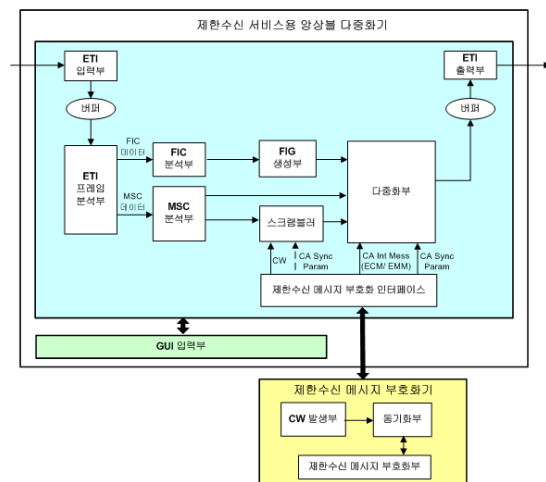 제한수신 서비스용 앙상블 다중화기
ETI
입력부
ETI
출력부
버퍼
버퍼
FIC
데이터
FIC
분석부
FIG
생성부
ETI
프레임
분석부
다중화부
MSC
데이터
MSC
분석부
스크램블러
CW
CA Sync
Param
CA Int Mess
(ECM/ EMM)
CA Sync
Param
제한수신 메시지 부호화 인터페이스
GUI 입력부
제한수신 메시지 부호화기
CW 발생부
동기화부
제한수신 메시지 부호화부